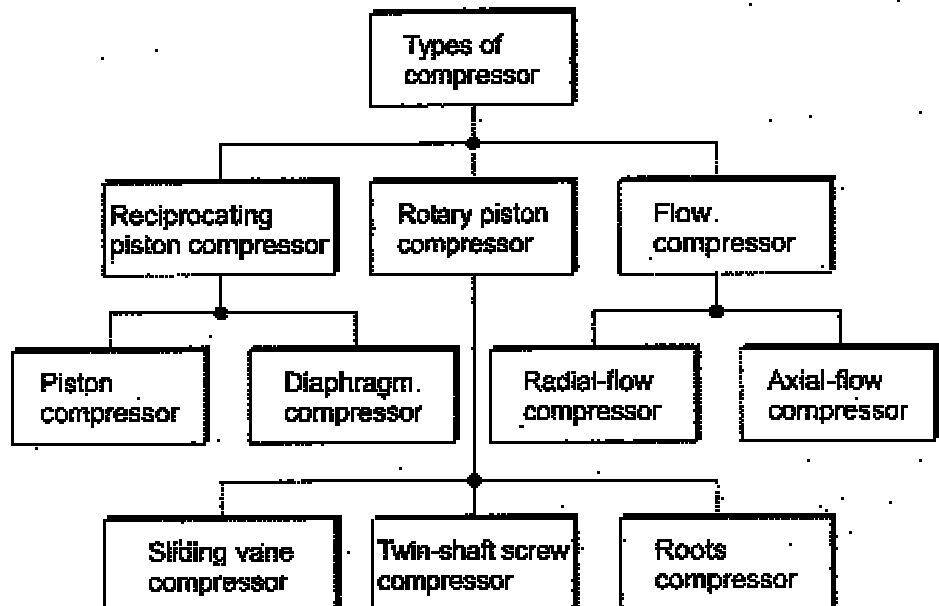 Types of
compressor
Reciprocating
piston compressor
Rotary piston
compressor
Flow
compressor
Piston
compressor
Diaphragm
compressor
Radial-flow
compressor
Axial-flow
compressor
Sliding vane
compressor
Twin-shaft screw
compressor
Roots
compressor